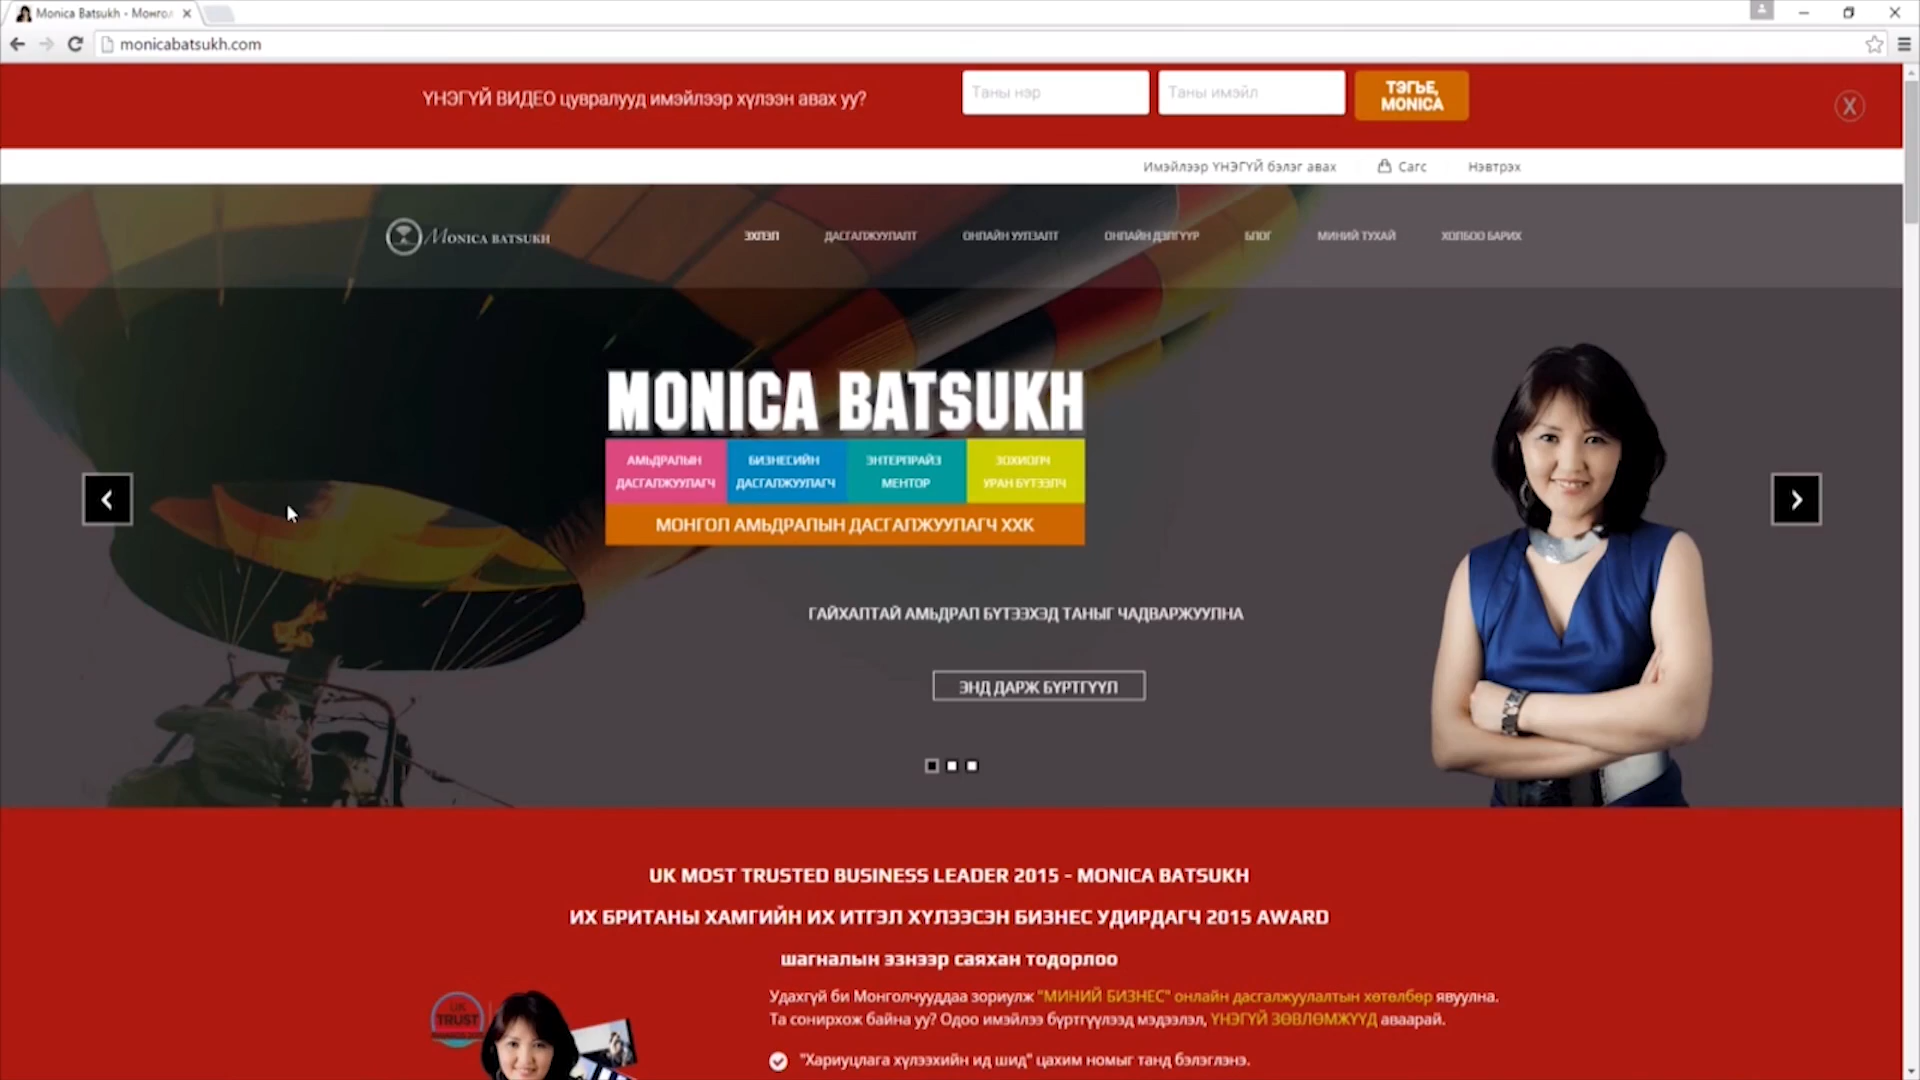 Monica Batsukh - Монгол
monicabatsukh.com
ҮНЭГҮЙ ВИДЕО цувралууд имэйлээр хүлээн авах уу?
Таны нэр
Таны имэйл
ТЭГЬЕ,
MONICA
X
Имэйлээр ҮНЭГҮЙ бэлэг авах
Сагс
Нэвтрэх
MONICA BATSUKH
ЭХЛЭЛ
ДАСГАЛЖУУЛАЛТ
ОНЛАЙН УУЛЗАЛТ
ОНЛАЙН ДЭЛГҮҮР
БЛОГ
МИНИЙ ТУХАЙ
ХОЛБОО БАРИХ
MONICA BATSUKH
АМЬДРАЛЫН
ДАСГАЛЖУУЛАГЧ
БИЗНЕСИЙН
ДАСГАЛЖУУЛАГЧ
ЭНТЕРПРАЙЗ
МЕНТОР
ЗОХИОЛЧ
УРАН БҮТЭЭЛЧ
МОНГОЛ АМЬДРАЛЫН ДАСГАЛЖУУЛАГЧ ХХК
ГАЙХАЛТАЙ АМЬДРАЛ БҮТЭЭХЭД ТАНЫГ ЧАДВАРЖУУЛНА
ЭНД ДАРЖ БҮРТГҮҮЛ
UK MOST TRUSTED BUSINESS LEADER 2015 - MONICA BATSUKH
ИХ БРИТАНЫ ХАМГИЙН ИХ ИТГЭЛ ХҮЛЭЭСЭН БИЗНЕС УДИРДАГЧ 2015 AWARD
шагналын эзнээр саяхан тодорлоо
Удахгүй би Монголчууддаа зориулж "МИНИЙ БИЗНЕС" онлайн дасгалжуулалтын хөтөлбөр явуулна.
Та сонирхож байна уу? Одоо имэйлээ бүртгүүлээд мэдээлэл, ҮНЭГҮЙ ЗӨВЛӨМЖҮҮД аваарай.
UK
TRUST
"Хариуцлага хүлээхийн ид шид" цахим номыг танд бэлэглэнэ.